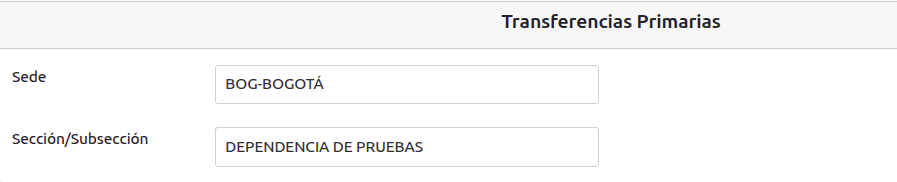 Transferencias Primarias
Sede
BOG-BOGOTÁ
Sección/Subsección
DEPENDENCIA DE PRUEBAS